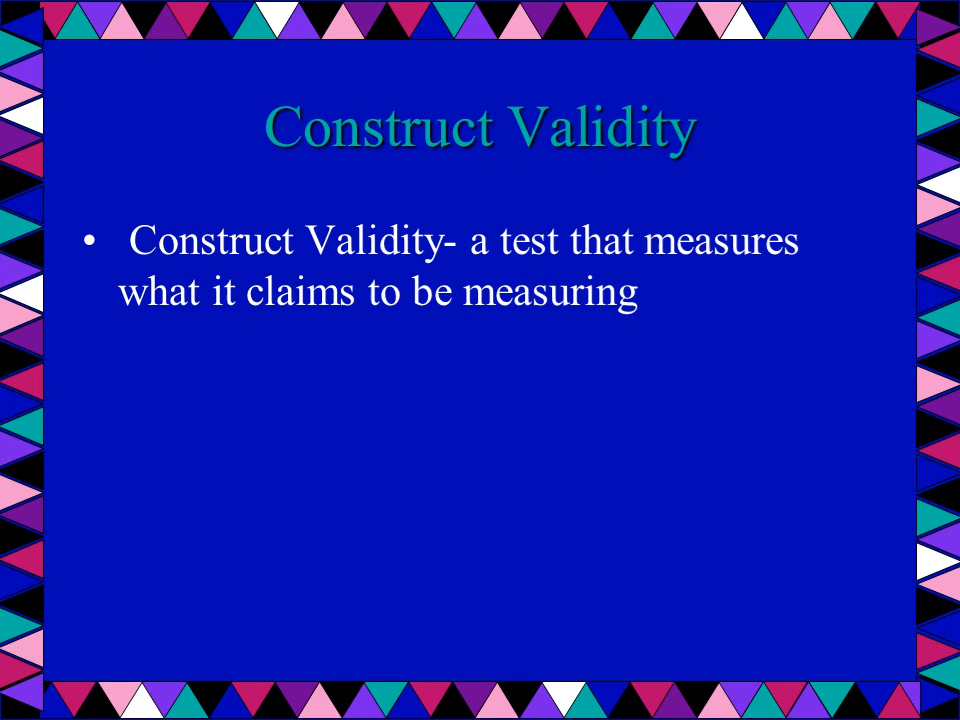 Construct Validity
• Construct Validity- a test that measures
what it claims to be measuring